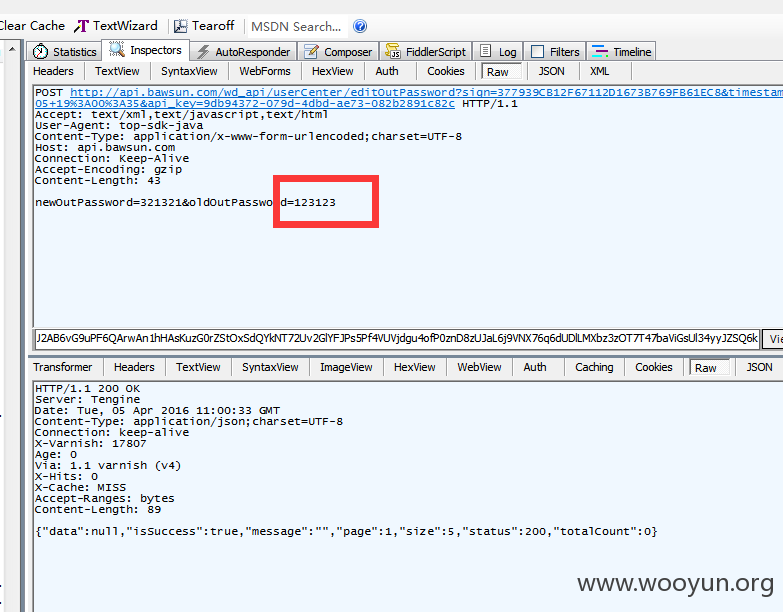 Clear Cache TextWizard Tearoff MSDN Search...
Statistics Inspectors AutoResponder Composer FiddlerScript Log Filters Timeline
Headers TextView SyntaxView WebForms HexView Auth Cookies Raw JSON XML
POST http://api.bawsun.com/wd_api/userCenter/editOutPassword?sign=377939CB12F67112D1673B769FB61EC8&timestam
05+19%3A00%3A35&api_key=9db94372-079d-4dbd-ae73-082b2891c82c HTTP/1.1
Accept: text/xml,text/javascript,text/html
User-Agent: top-sdk-java
Content-Type: application/x-www-form-urlencoded;charset=UTF-8
Host: api.bawsun.com
Connection: Keep-Alive
Accept-Encoding: gzip
Content-Length: 43
newOutPassword=321321&oldOutPassword=123123
J2AB6vG9uPF6QArwAn1hHAsKuzG0rZStOxSdQYkNT72Uv2GlYFJPs5Pf4VUVjdgu4ofP0znD8zUJaL6j9VNX76q6dUDlLMXbz3zOT7T47baViGsUl34yyJZSQ6k Vie
Transformer Headers TextView SyntaxView ImageView HexView WebView Auth Caching Cookies Raw JSON
HTTP/1.1 200 OK
Server: Tengine
Date: Tue, 05 Apr 2016 11:00:33 GMT
Content-Type: application/json;charset=UTF-8
Connection: keep-alive
X-Varnish: 17807
Age: 0
Via: 1.1 varnish (v4)
X-Hits: 0
X-Cache: MISS
Accept-Ranges: bytes
Content-Length: 89
{"data":null,"isSuccess":true,"message":"","page":1,"size":5,"status":200,"totalCount":0}
www.wooyun.org